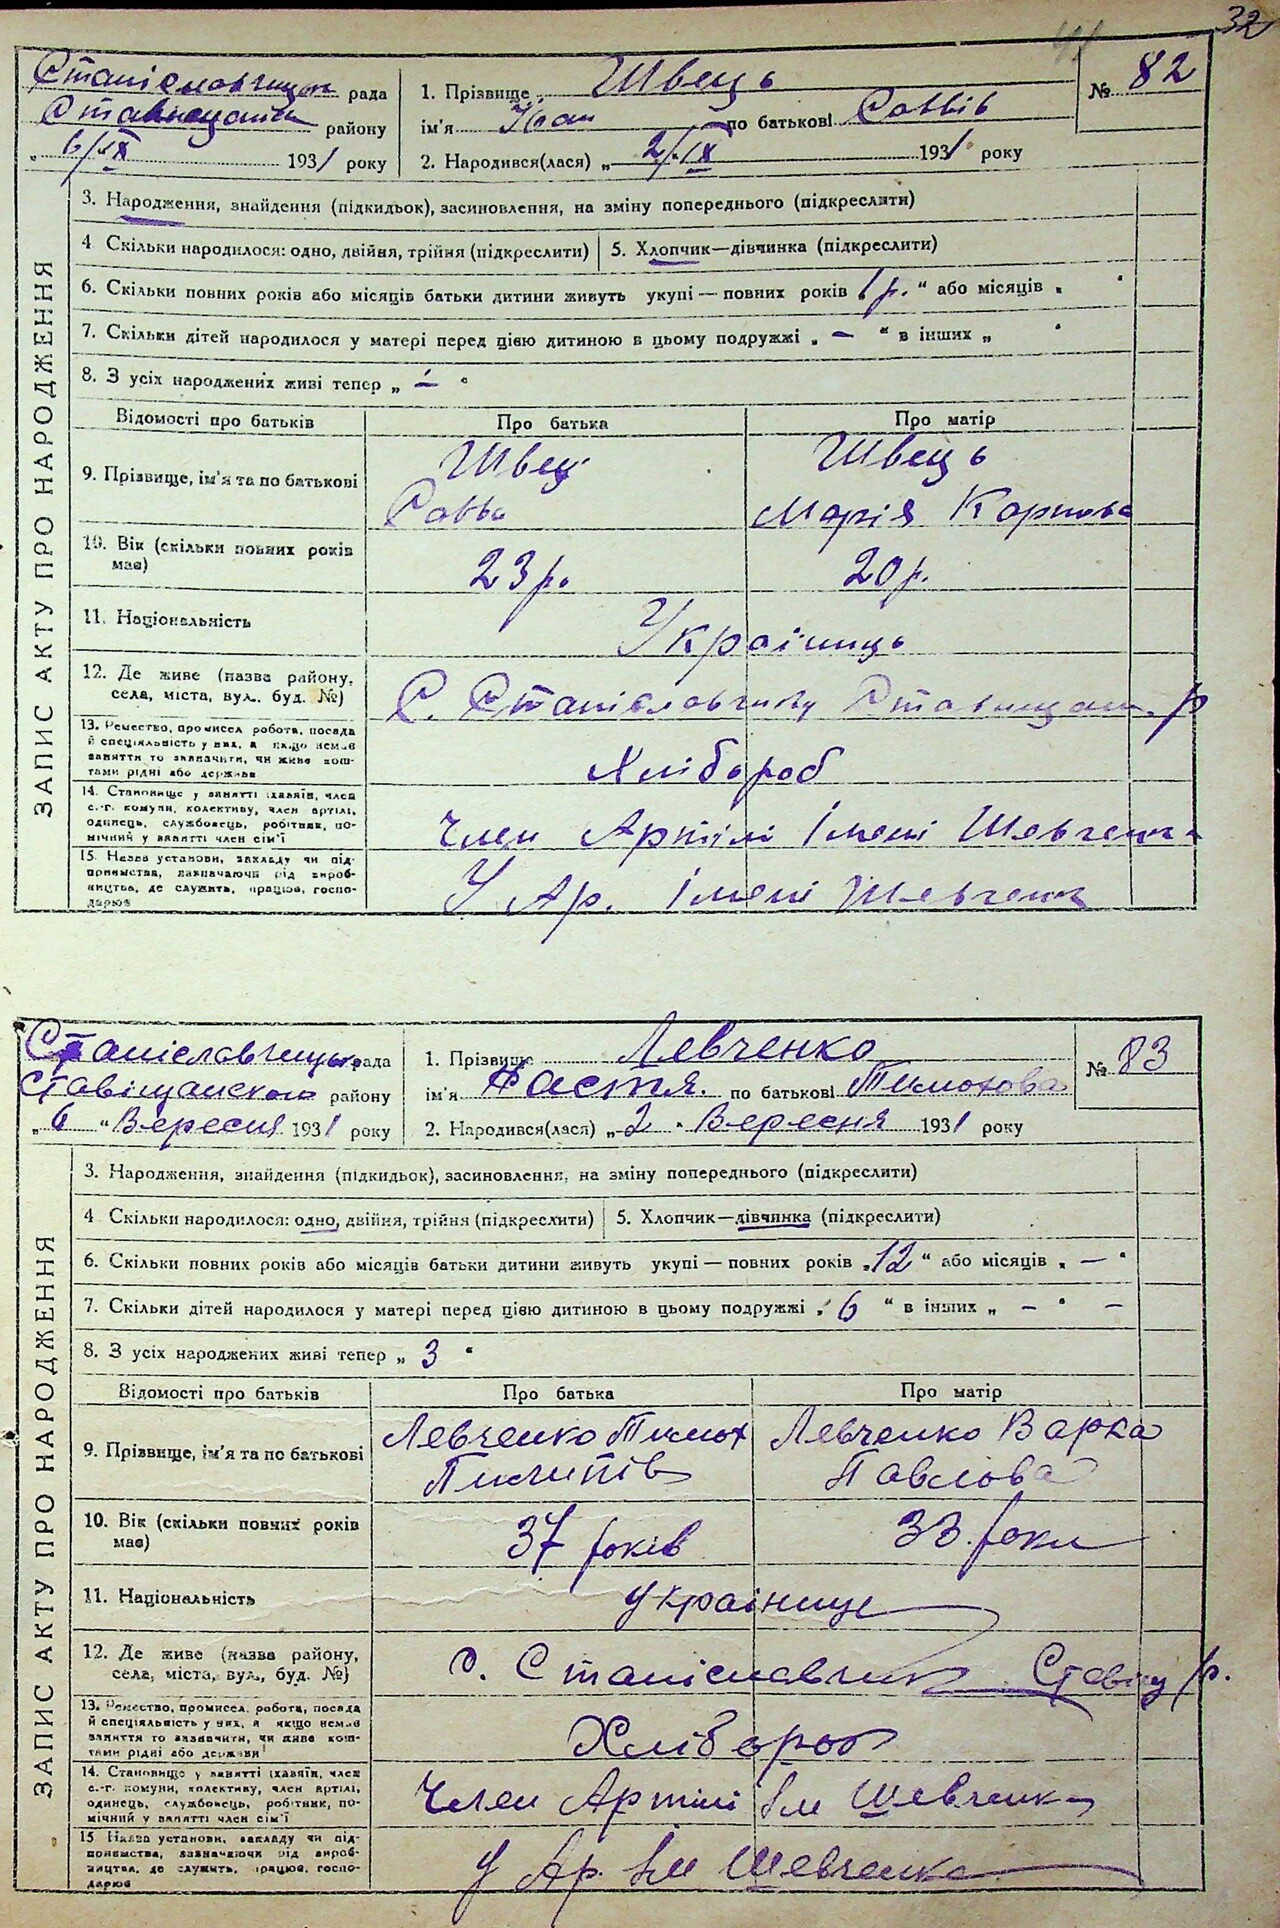 32
Станіславчицьк рада
району
„ 6/IX 1931 року
1. Прізвище Швець
ім'я Іван по батькові Саввів
2. Народився(лася) „ 2/IX 1931 року
№ 82
ЗАПИС АКТУ ПРО НАРОДЖЕННЯ
3. Народження, знайдення (підкидьок), засиновлення, на зміну попереднього (підкреслити)
4 Скільки народилося: одно, двійня, трійня (підкреслити) 5. Хлопчик—дівчинка (підкреслити)
6. Скільки повних років або місяців батьки дитини живуть укупі — повних років „1 р.“ або місяців „ “
7. Скільки дітей народилося у матері перед цією дитиною в цьому подружжі „ — “ в інших „ “
8. З усіх народжених живі тепер „ — “
Відомості про батьків Про батька Про матір
9. Прізвище, ім'я та по батькові Швец Савва Швець Марія Карпова
10. Вік (скільки повних років має) 23 р. 20 р.
11. Національність Україниць
12. Де живе (назва району, села, міста, вул. буд. №) С. Станіславчику Ставищан. р
13. Ремество, промисел робота, посада й спеціяльність у них, а якщо немає заняття то зазначити, чи живе коштами рідні або держави Хлібороб
14. Становище у занятті (хазяїн, член с.-г. комуни, колективу, член артілі, одинець, службовець, робітник, помічний у занятті член сім'ї Член Артілі Імені Шевченка
15. Назва установи, закладу чи підприємства, зазначаючи рід виробництва, де служить, працює, господарює У Ар. Імені Шевченк
Станіславчицька рада
Ставіщанского району
„ 6 “ Вересня 1931 року
1. Прізвище Левченко
ім'я Настя. по батькові Тимохова
2. Народився(лася) „ 2 “ Вересня 1931 року
№ 83
ЗАПИС АКТУ ПРО НАРОДЖЕННЯ
3. Народження, знайдення (підкидьок), засиновлення, на зміну попереднього (підкреслити)
4 Скільки народилося: одно, двійня, трійня (підкреслити) 5. Хлопчик—дівчинка (підкреслити)
6. Скільки повних років або місяців батьки дитини живуть укупі — повних років „12“ або місяців „ — “
7. Скільки дітей народилося у матері перед цією дитиною в цьому подружжі „ 6 “ в інших „ — “ —
8. З усіх народжених живі тепер „ 3 “
Відомості про батьків Про батька Про матір
9. Прізвище, ім'я та по батькові Левченко Тимох Левченко Варка Павлова
10. Вік (скільки повних років має) 37 років 33 роки
11. Національність україниці
12. Де живе (назва району, села, міста, вул., буд. №) с. Станіславчик Ставіщ р.
13. Ремество, промисел, робота, посада й спеціяльність у них, а якщо немає заняття то зазначити, чи живе коштами рідні або держави Хлібороб
14. Становище у занятті (хазяїн, член с.-г. комуни, колективу, член артілі, одинець, службовець, робітник, помічний у занятті член сім'ї Член Артілі Ім Шевченка
15 Назва установи, закладу чи підприємства, зазначаючи рід виробництва, де служить, працює, господарює у Ар. Ім Шевченка